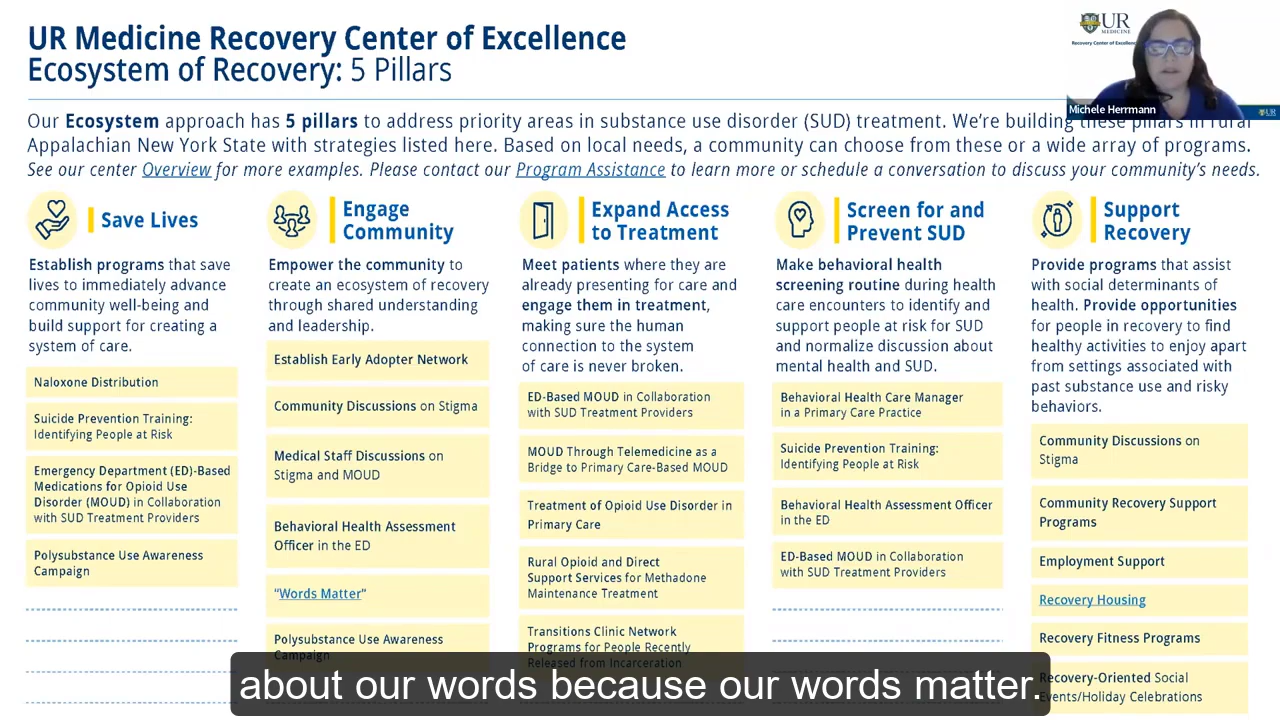 UR Medicine Recovery Center of Excellence
Ecosystem of Recovery: 5 Pillars
UR
MEDICINE
Recovery Center of Excellence
Michele Herrmann
UR
Our Ecosystem approach has 5 pillars to address priority areas in substance use disorder (SUD) treatment. We're building these pillars in rural
Appalachian New York State with strategies listed here. Based on local needs, a community can choose from these or a wide array of programs.
See our center Overview for more examples. Please contact our Program Assistance to learn more or schedule a conversation to discuss your community's needs.
Save Lives
Establish programs that save
lives to immediately advance
community well-being and
build support for creating a
system of care.
Naloxone Distribution
Suicide Prevention Training:
Identifying People at Risk
Emergency Department (ED)-Based
Medications for Opioid Use
Disorder (MOUD) in Collaboration
with SUD Treatment Providers
Polysubstance Use Awareness
Campaign
Engage
Community
Empower the community to
create an ecosystem of recovery
through shared understanding
and leadership.
Establish Early Adopter Network
Community Discussions on Stigma
Medical Staff Discussions on
Stigma and MOUD
Behavioral Health Assessment
Officer in the ED
"Words Matter"
Polysubstance Use Awareness
Campaign
Expand Access
to Treatment
Meet patients where they are
already presenting for care and
engage them in treatment,
making sure the human
connection to the system
of care is never broken.
ED-Based MOUD in Collaboration
with SUD Treatment Providers
MOUD Through Telemedicine as a
Bridge to Primary Care-Based MOUD
Treatment of Opioid Use Disorder in
Primary Care
Rural Opioid and Direct
Support Services for Methadone
Maintenance Treatment
Transitions Clinic Network
Programs for People Recently
Released from Incarceration
Screen for and
Prevent SUD
Make behavioral health
screening routine during health
care encounters to identify and
support people at risk for SUD
and normalize discussion about
mental health and SUD.
Behavioral Health Care Manager
in a Primary Care Practice
Suicide Prevention Training:
Identifying People at Risk
Behavioral Health Assessment Officer
in the ED
ED-Based MOUD in Collaboration
with SUD Treatment Providers
Support
Recovery
Provide programs that assist
with social determinants of
health. Provide opportunities
for people in recovery to find
healthy activities to enjoy apart
from settings associated with
past substance use and risky
behaviors.
Community Discussions on
Stigma
Community Recovery Support
Programs
Employment Support
Recovery Housing
Recovery Fitness Programs
Recovery-Oriented Social
Events/Holiday Celebrations
about our words because our words matter.